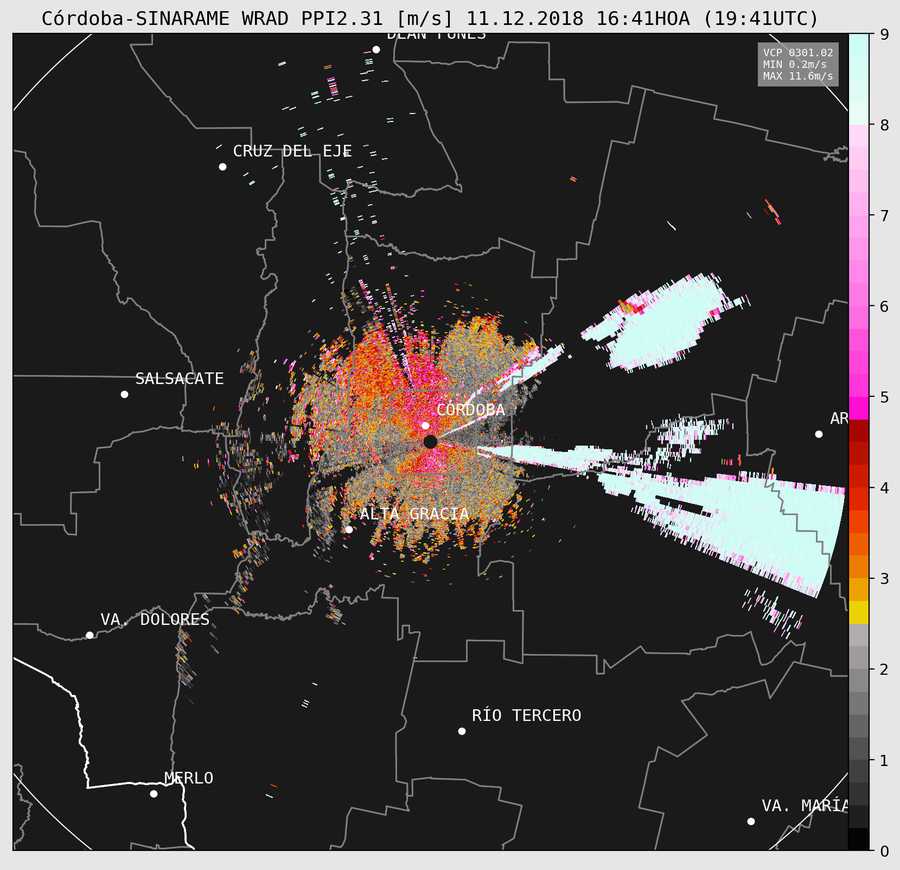 Córdoba-SINARAME WRAD PPI2.31 [m/s] 11.12.2018 16:41HOA (19:41UTC)
DEAN FUNES
VCP 0301.02
MIN 0.2m/s
MAX 11.6m/s
CRUZ DEL EJE
SALSACATE
CÓRDOBA
AR
ALTA GRACIA
VA. DOLORES
RÍO TERCERO
MERLO
VA. MARÍA
9
8
7
6
5
4
3
2
1
0